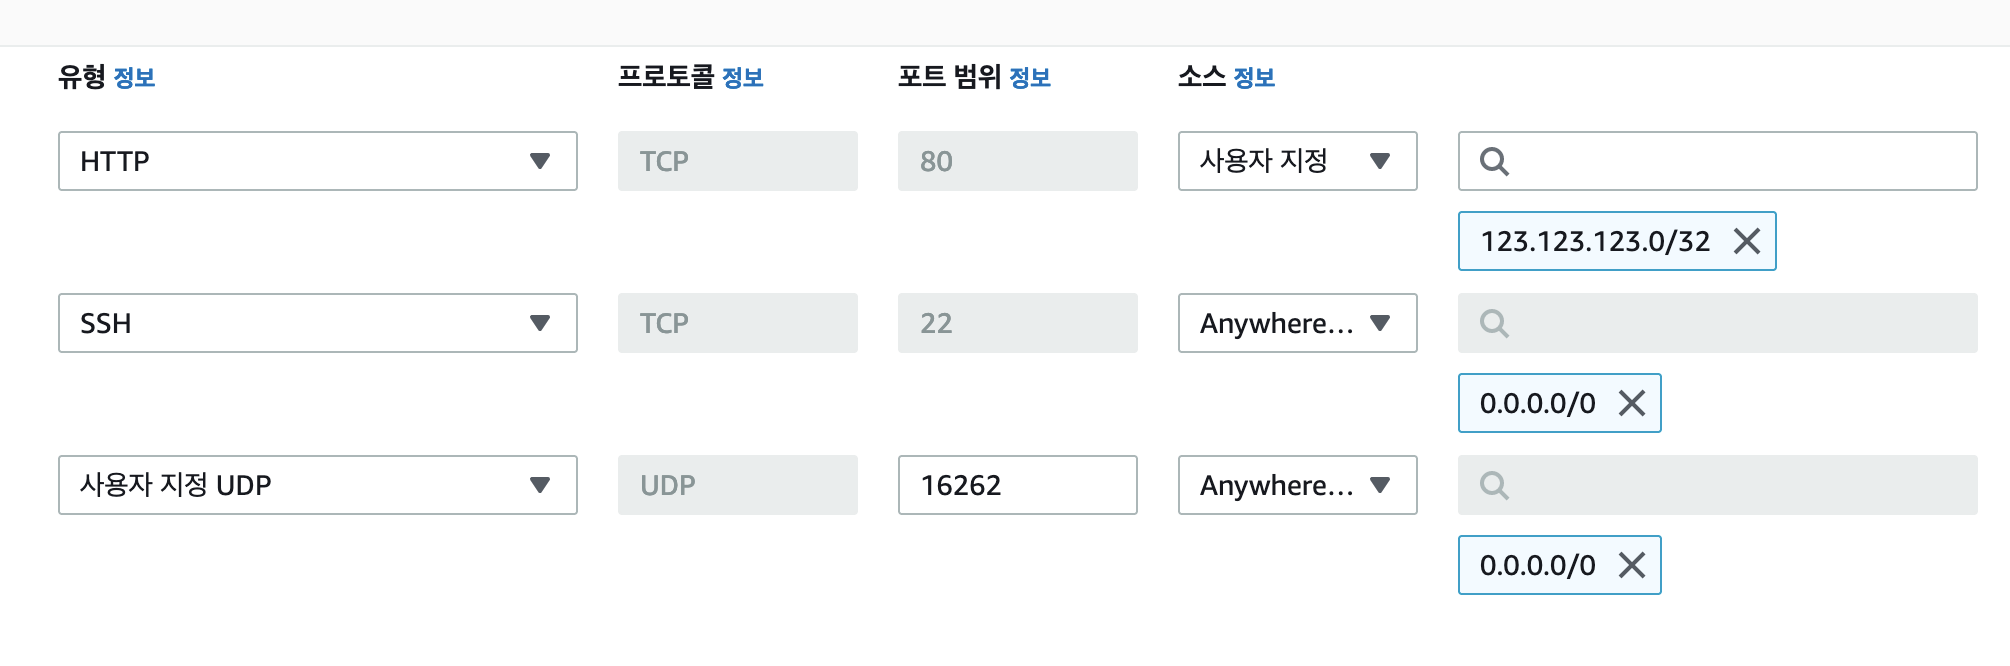 유형 정보 프로토콜 정보 포트 범위 정보 소스 정보
HTTP TCP 80 사용자 지정
123.123.123.0/32
SSH TCP 22 Anywhere...
0.0.0.0/0
사용자 지정 UDP UDP 16262 Anywhere...
0.0.0.0/0